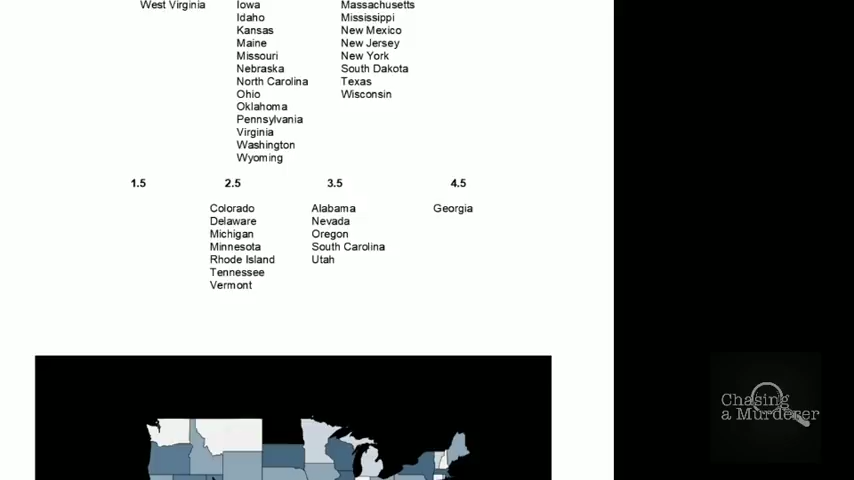 West Virginia
Iowa
Idaho
Kansas
Maine
Missouri
Nebraska
North Carolina
Ohio
Oklahoma
Pennsylvania
Virginia
Washington
Wyoming
Massachusetts
Mississippi
New Mexico
New Jersey
New York
South Dakota
Texas
Wisconsin
1.5
2.5
3.5
4.5
Colorado
Delaware
Michigan
Minnesota
Rhode Island
Tennessee
Vermont
Alabama
Nevada
Oregon
South Carolina
Utah
Georgia
Chasing
a Murderer